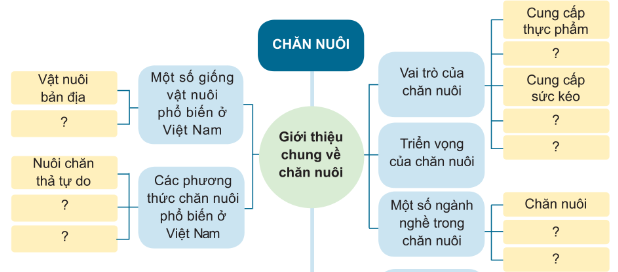 CHĂN NUÔI
Giới thiệu
chung về
chăn nuôi
Một số giống
vật nuôi
phổ biến ở
Việt Nam
Vật nuôi
bản địa
?
Các phương
thức chăn nuôi
phổ biến ở
Việt Nam
Nuôi chăn
thả tự do
?
?
Vai trò của
chăn nuôi
Cung cấp
thực phẩm
?
Cung cấp
sức kéo
?
?
Triển vọng
của chăn nuôi
Một số ngành
nghề trong
chăn nuôi
Chăn nuôi
?
?